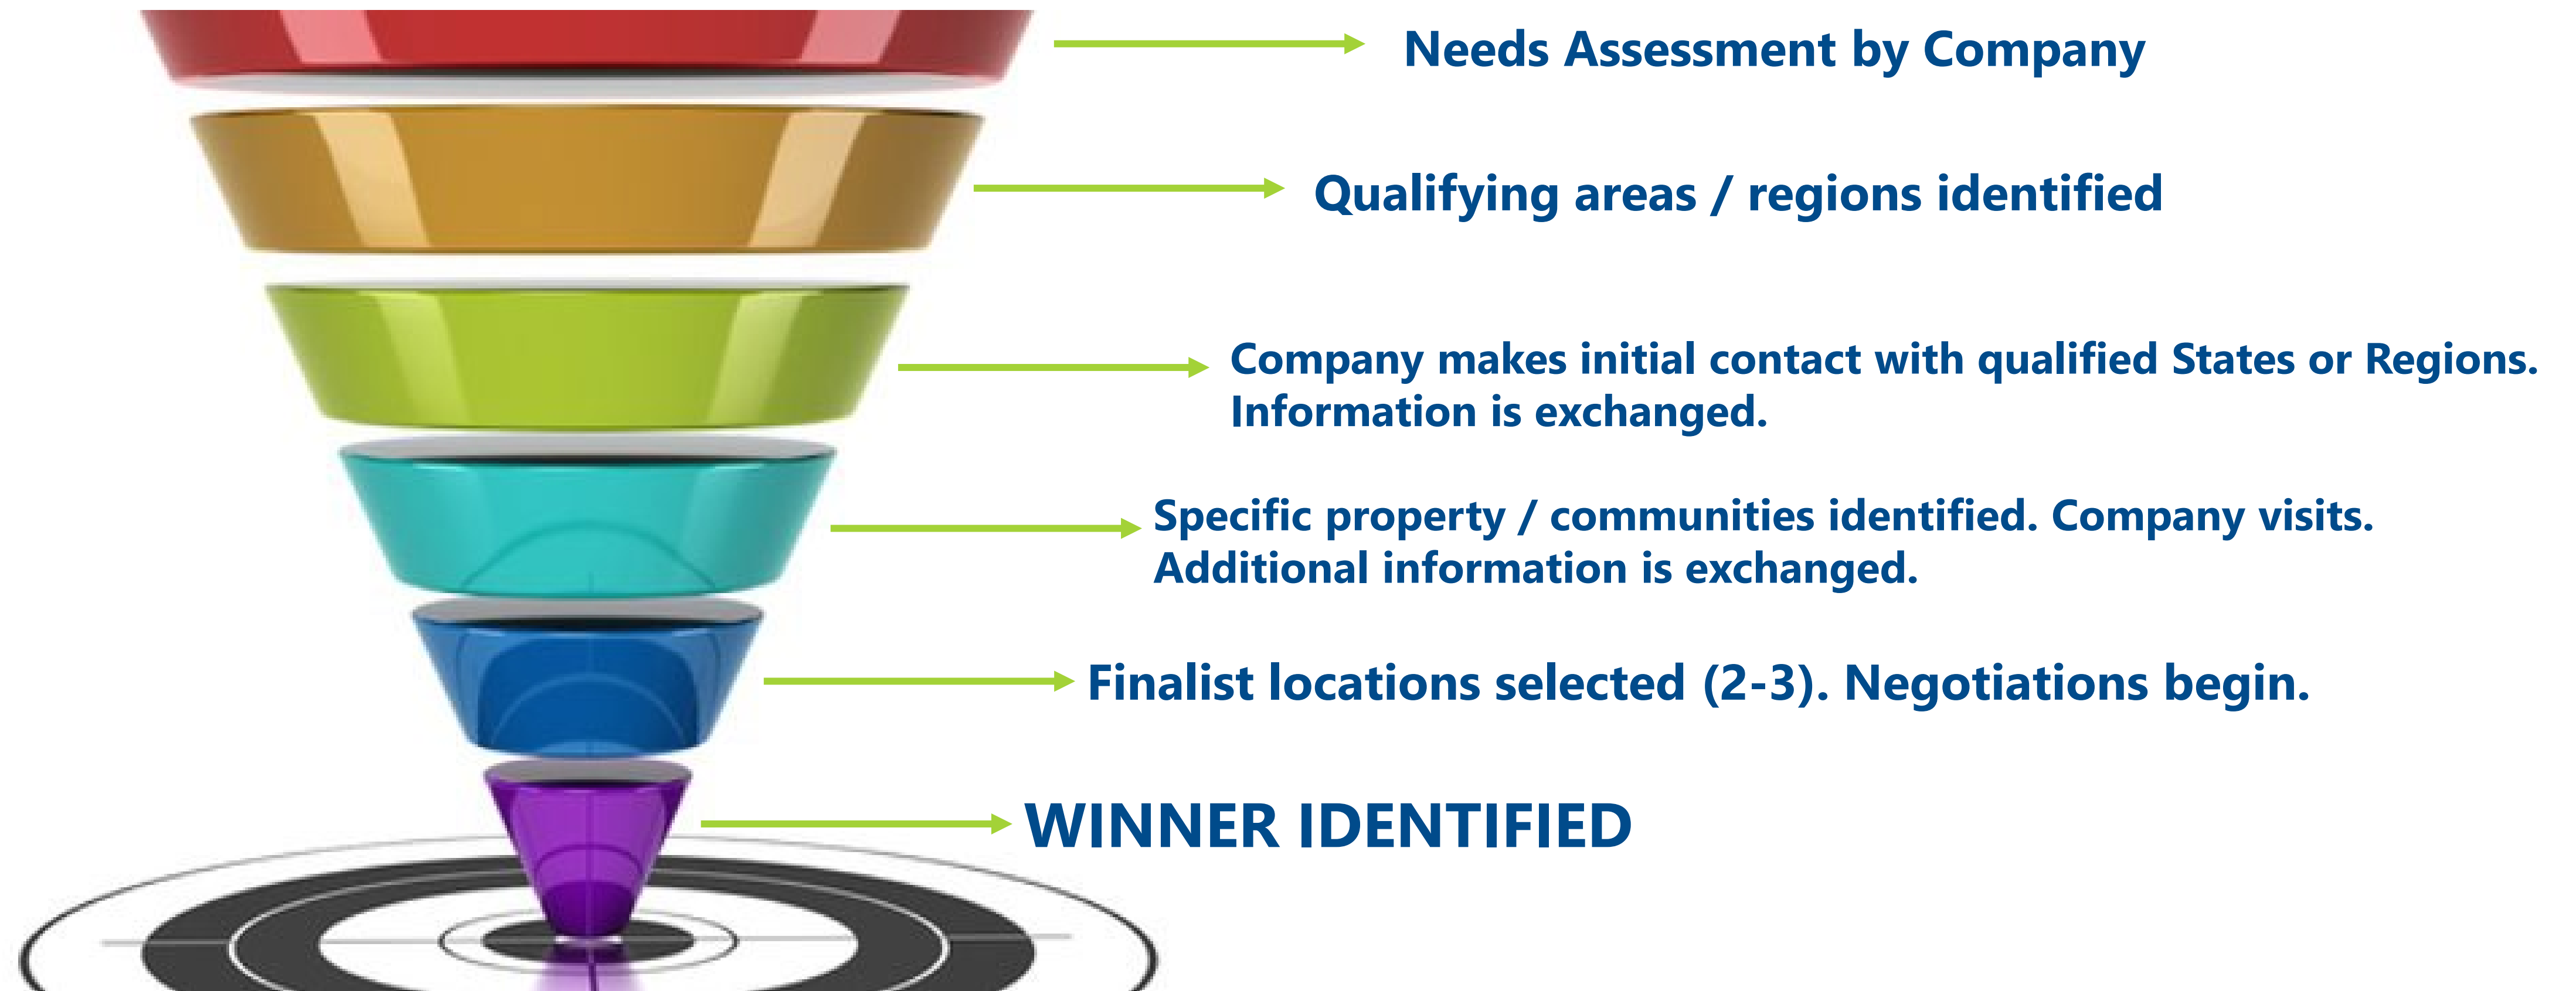 Needs Assessment by Company
Qualifying areas / regions identified
Company makes initial contact with qualified States or Regions.
Information is exchanged.
Specific property / communities identified. Company visits.
Additional information is exchanged.
Finalist locations selected (2-3). Negotiations begin.
WINNER IDENTIFIED